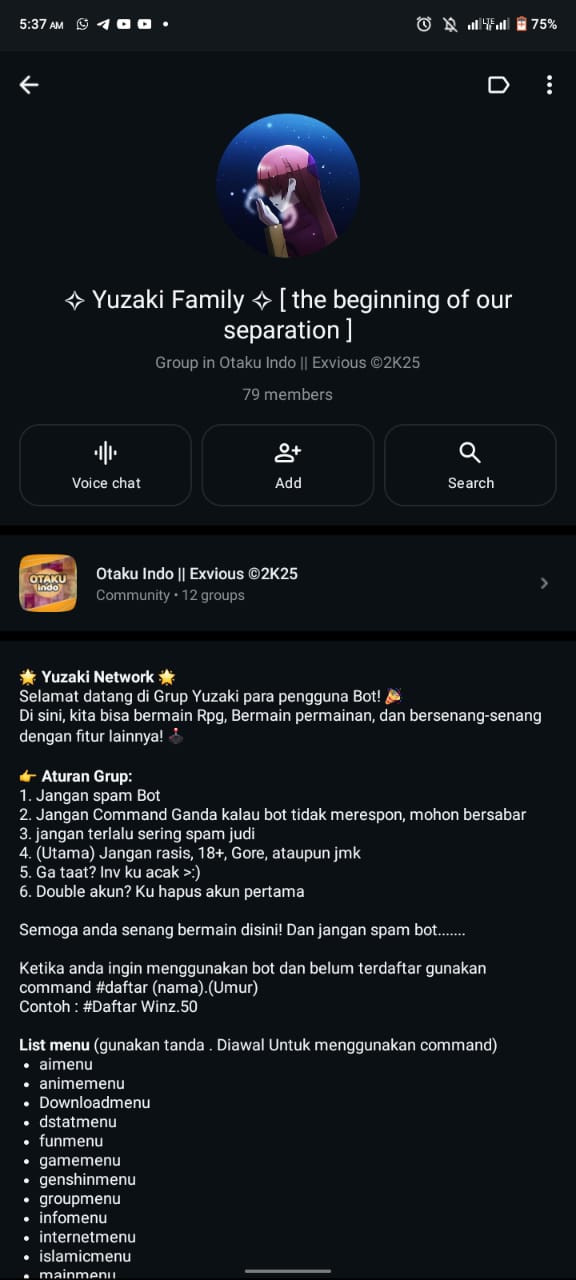 5:37 AM
LTE
75%
✧ Yuzaki Family ✧ [ the beginning of our
separation ]
Group in Otaku Indo || Exvious ©2K25
79 members
Voice chat
Add
Search
OTAKU
Indo
Otaku Indo || Exvious ©2K25
Community • 12 groups
🌟 Yuzaki Network 🌟
Selamat datang di Grup Yuzaki para pengguna Bot! 🎉
Di sini, kita bisa bermain Rpg, Bermain permainan, dan bersenang-senang
dengan fitur lainnya! 🕹️
👉 Aturan Grup:
1. Jangan spam Bot
2. Jangan Command Ganda kalau bot tidak merespon, mohon bersabar
3. jangan terlalu sering spam judi
4. (Utama) Jangan rasis, 18+, Gore, ataupun jmk
5. Ga taat? Inv ku acak >:)
6. Double akun? Ku hapus akun pertama
Semoga anda senang bermain disini! Dan jangan spam bot.......
Ketika anda ingin menggunakan bot dan belum terdaftar gunakan
command #daftar (nama).(Umur)
Contoh : #Daftar Winz.50
List menu (gunakan tanda . Diawal Untuk menggunakan command)
• aimenu
• animemenu
• Downloadmenu
• dstatmenu
• funmenu
• gamemenu
• genshinmenu
• groupmenu
• infomenu
• internetmenu
• islamicmenu
• mainmenu